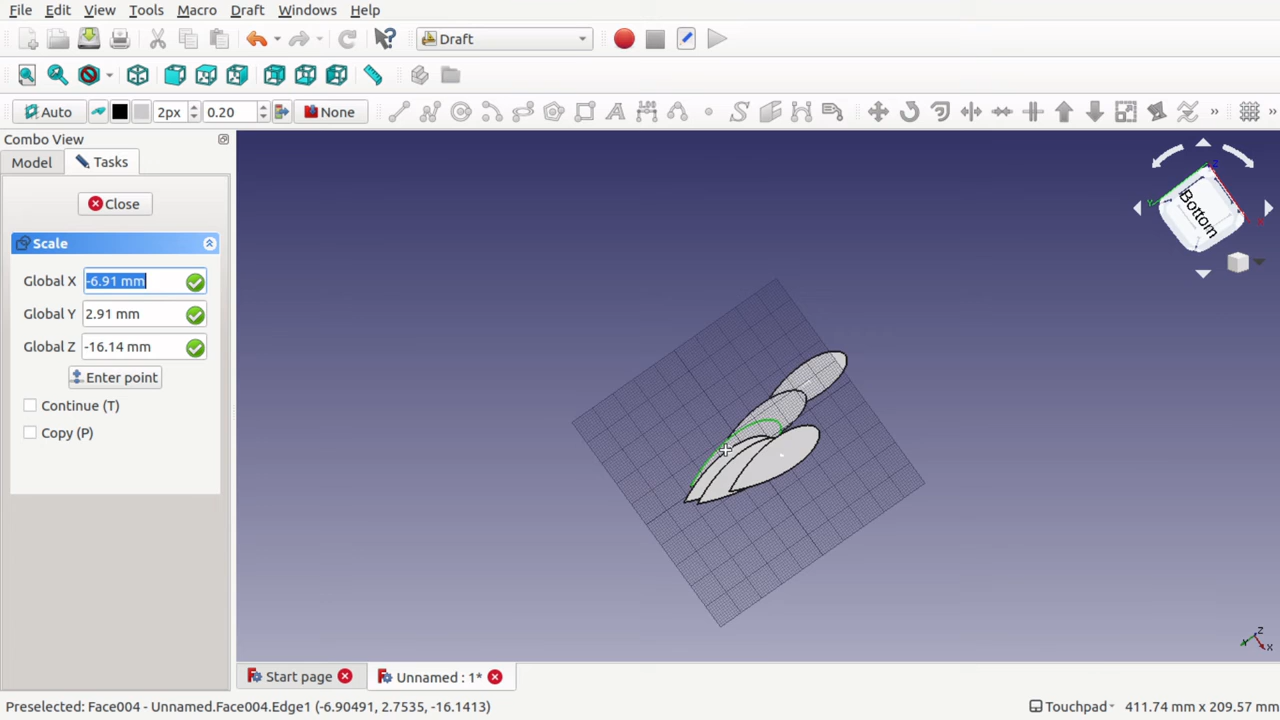 File Edit View Tools Macro Draft Windows Help
Draft
Auto 2px 0.20 None » »
Combo View
Model Tasks
Close
Scale
Global X -6.91 mm
Global Y 2.91 mm
Global Z -16.14 mm
Enter point
Continue (T)
Copy (P)
Bottom
Z
Y
Z
Y X
Start page Unnamed : 1*
Preselected: Face004 - Unnamed.Face004.Edge1 (-6.90491, 2.7535, -16.1413) Touchpad 411.74 mm x 209.57 mm